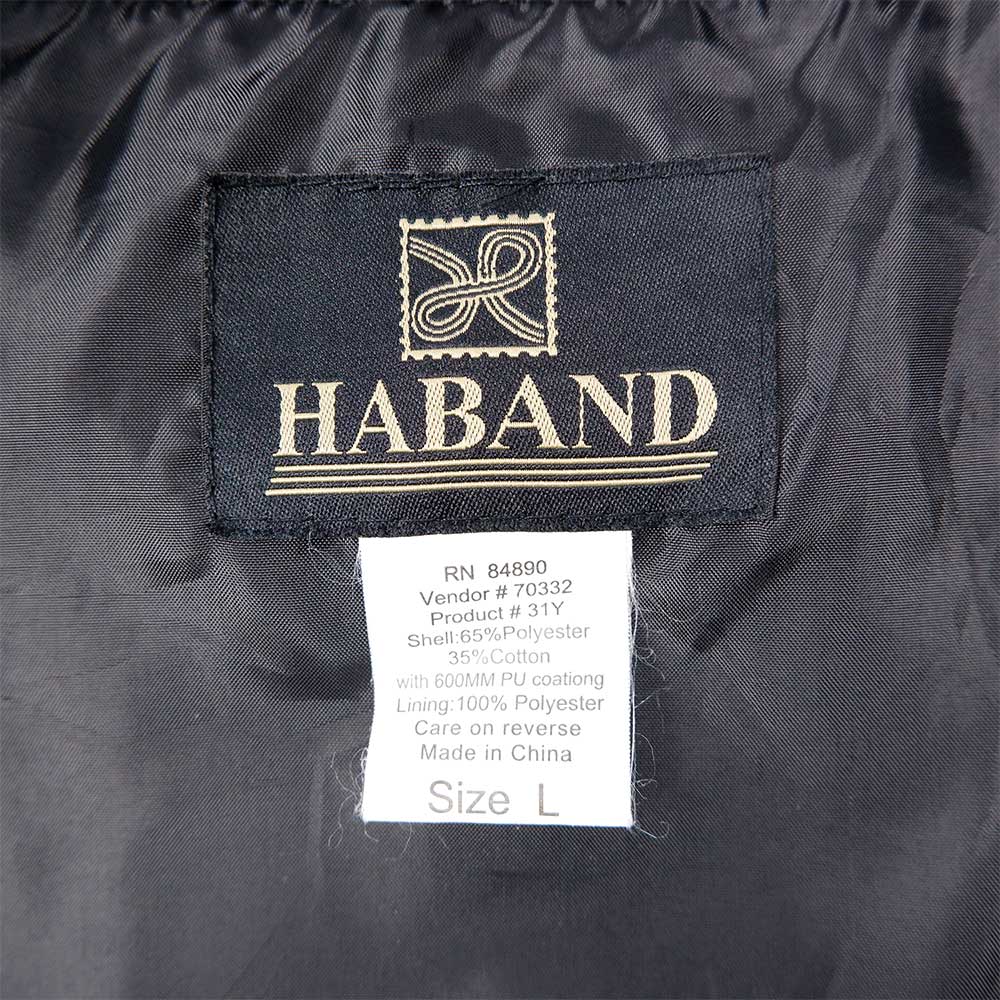 HABAND
RN 84890
Vendor # 70332
Product # 31Y
Shell:65%Polyester
35%Cotton
with 600MM PU coationg
Lining:100% Polyester
Care on reverse
Made in China
Size L